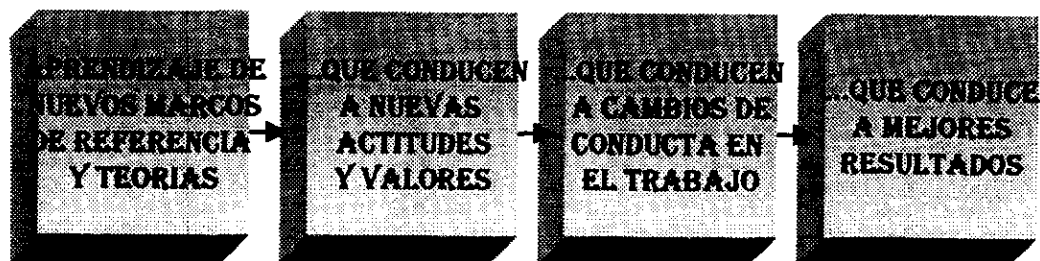 APRENDIZAJE DE
NUEVOS MARCOS
DE REFERENCIA
Y TEORIAS
...QUE CONDUCEN
A NUEVAS
ACTITUDES
Y VALORES
...QUE CONDUCEN
A CAMBIOS DE
CONDUCTA EN
EL TRABAJO
...QUE CONDUCE
A MEJORES
RESULTADOS